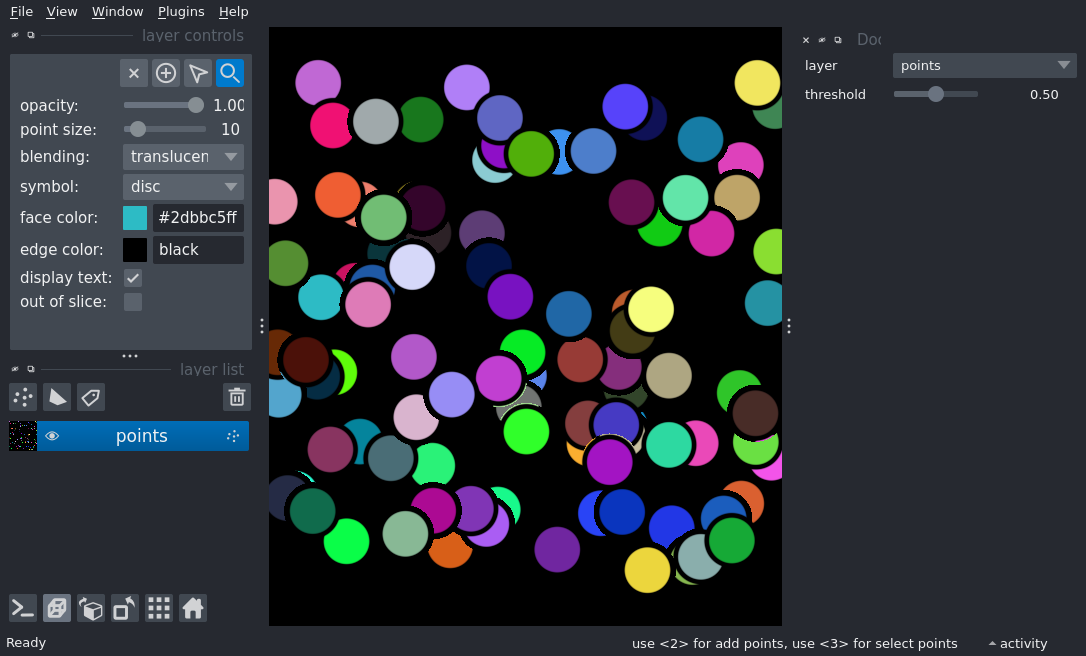 File View Window Plugins Help
layer controls
opacity: 1.00
point size: 10
blending: translucen
symbol: disc
face color: #2dbbc5ff
edge color: black
display text:
out of slice:
layer list
points
Doc
layer points
threshold 0.50
Ready
use <2> for add points, use <3> for select points
activity